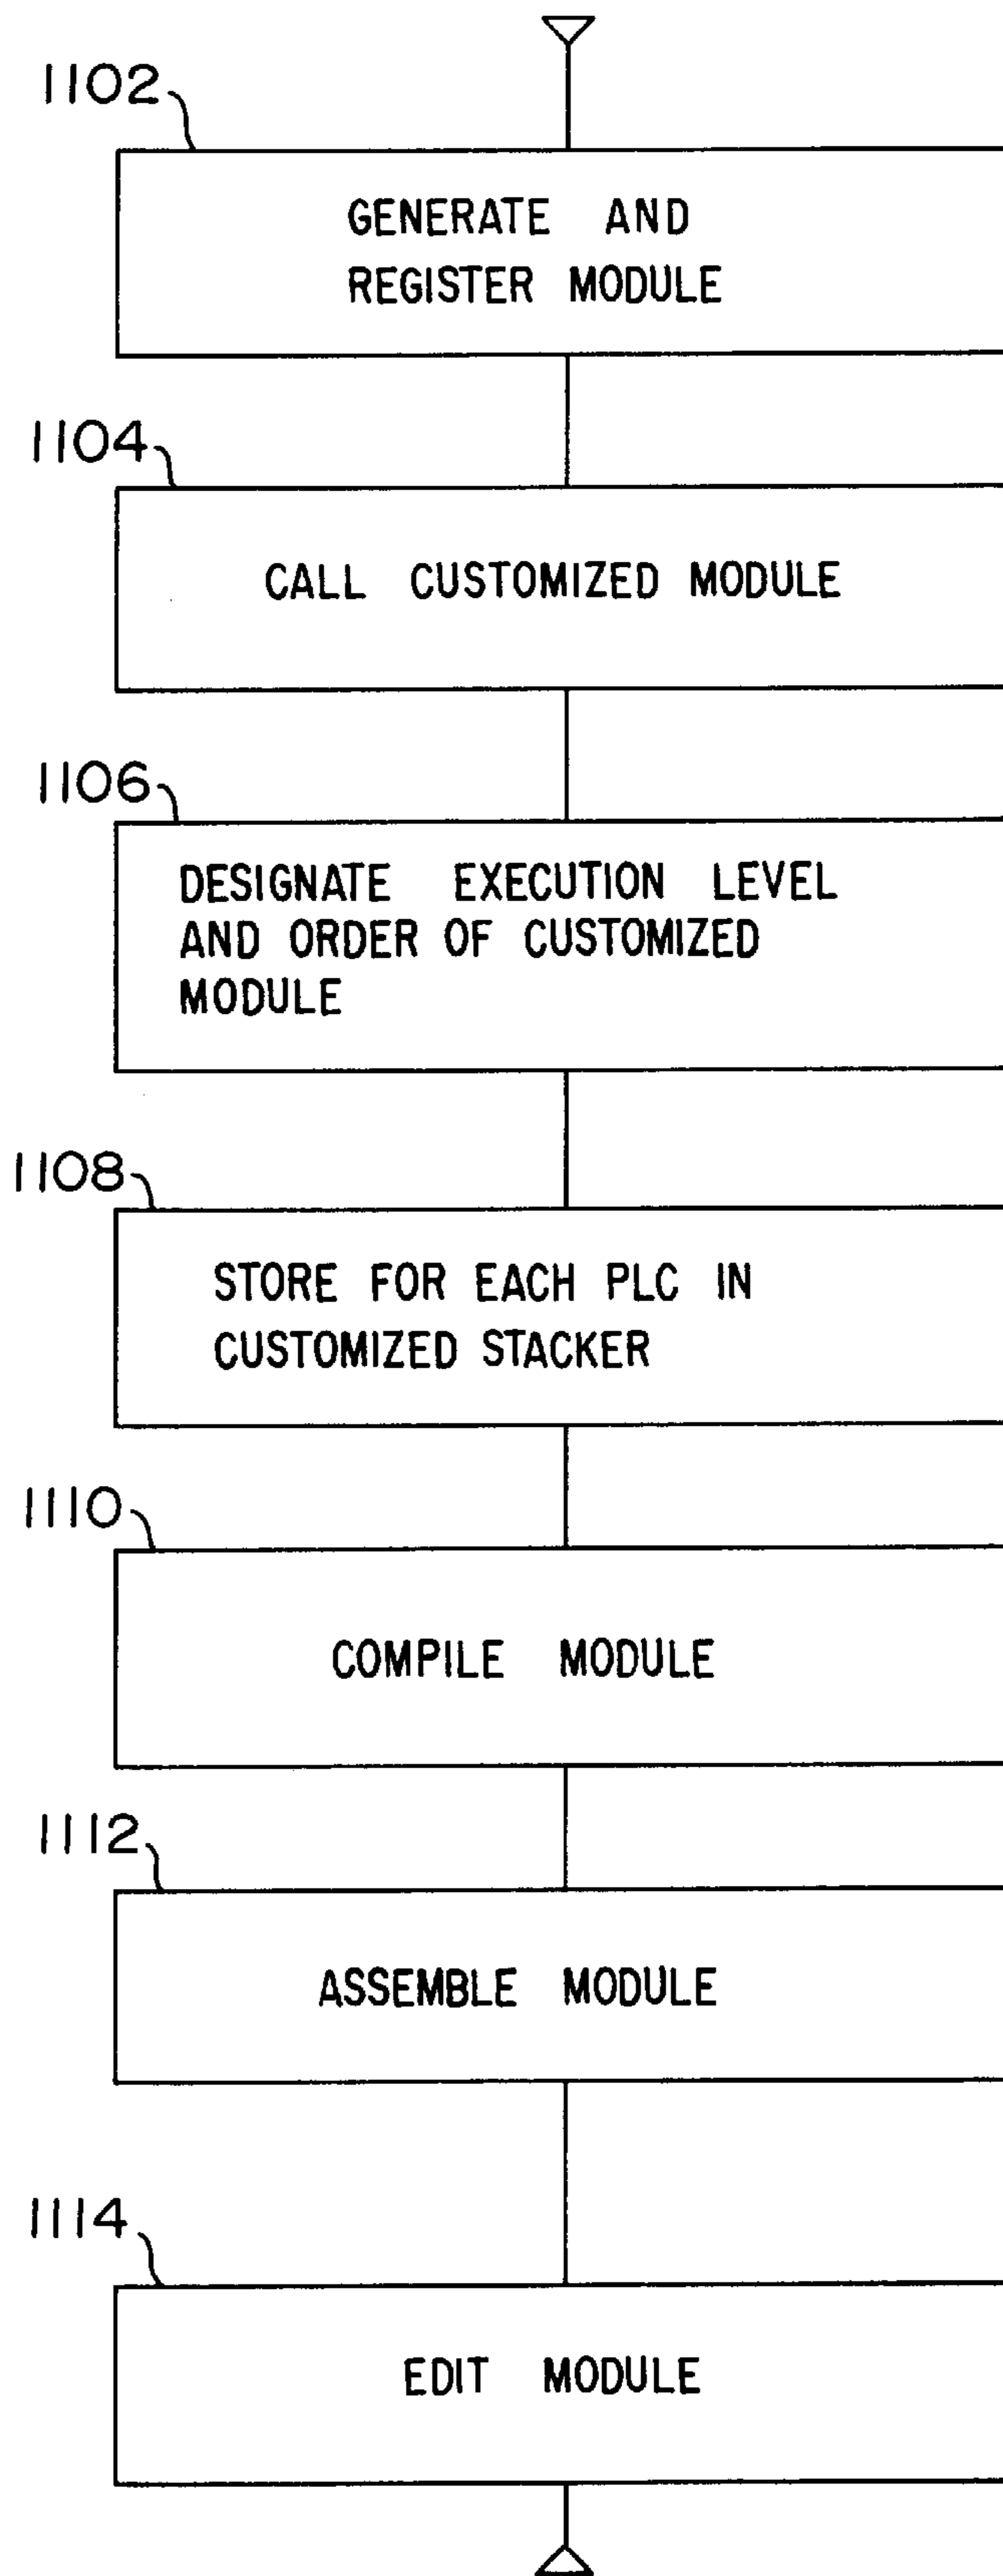 1102
GENERATE AND
REGISTER MODULE
1104
CALL CUSTOMIZED MODULE
1106
DESIGNATE EXECUTION LEVEL
AND ORDER OF CUSTOMIZED
MODULE
1108
STORE FOR EACH PLC IN
CUSTOMIZED STACKER
1110
COMPILE MODULE
1112
ASSEMBLE MODULE
1114
EDIT MODULE